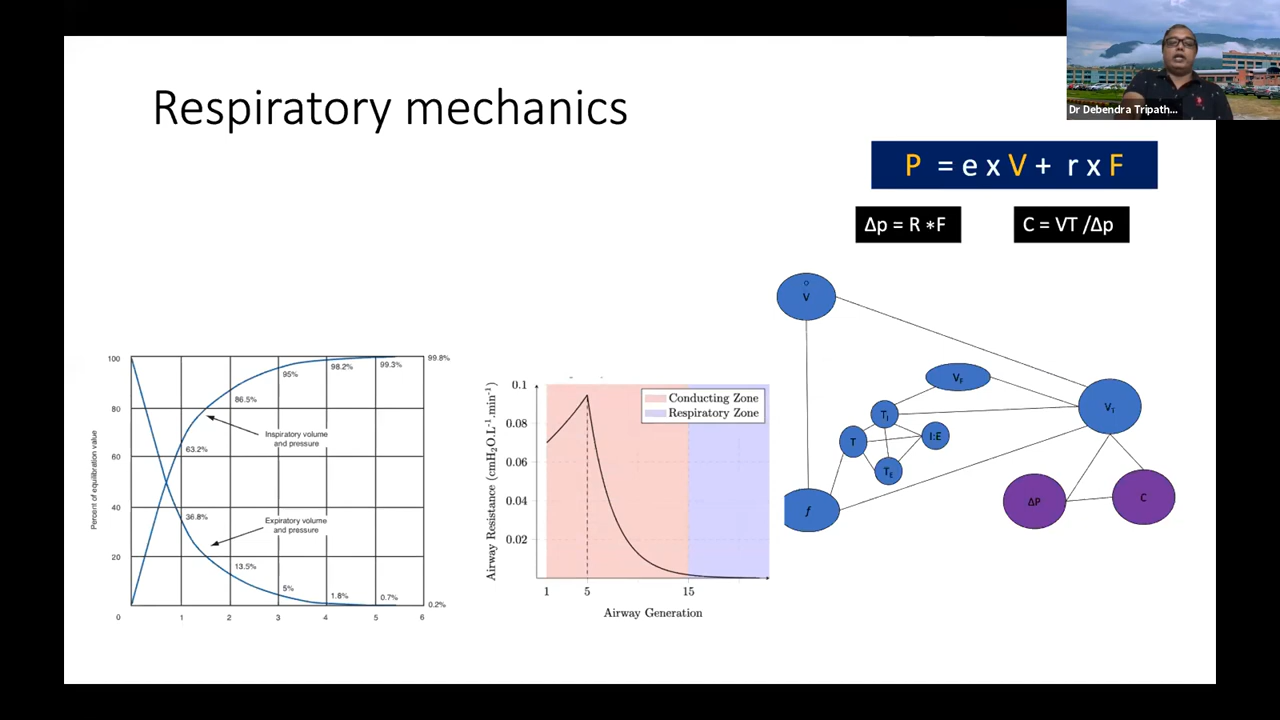 Dr Debendra Tripath...
Respiratory mechanics
P = e x V + r x F
Δp = R *F
C = VT /Δp
Percent of equilibration value
100
80
60
40
20
0
1
2
3
4
5
6
63.2%
86.5%
95%
98.2%
99.3%
99.8%
Inspiratory volume
and pressure
36.8%
13.5%
5%
1.8%
0.7%
0.2%
Expiratory volume
and pressure
Airway Resistance (cmH₂O.L⁻¹.min⁻¹)
0.1
0.08
0.06
0.04
0.02
Conducting Zone
Respiratory Zone
1
5
15
Airway Generation
V̊
VF
TI
T
I:E
TE
VT
ΔP
C
f